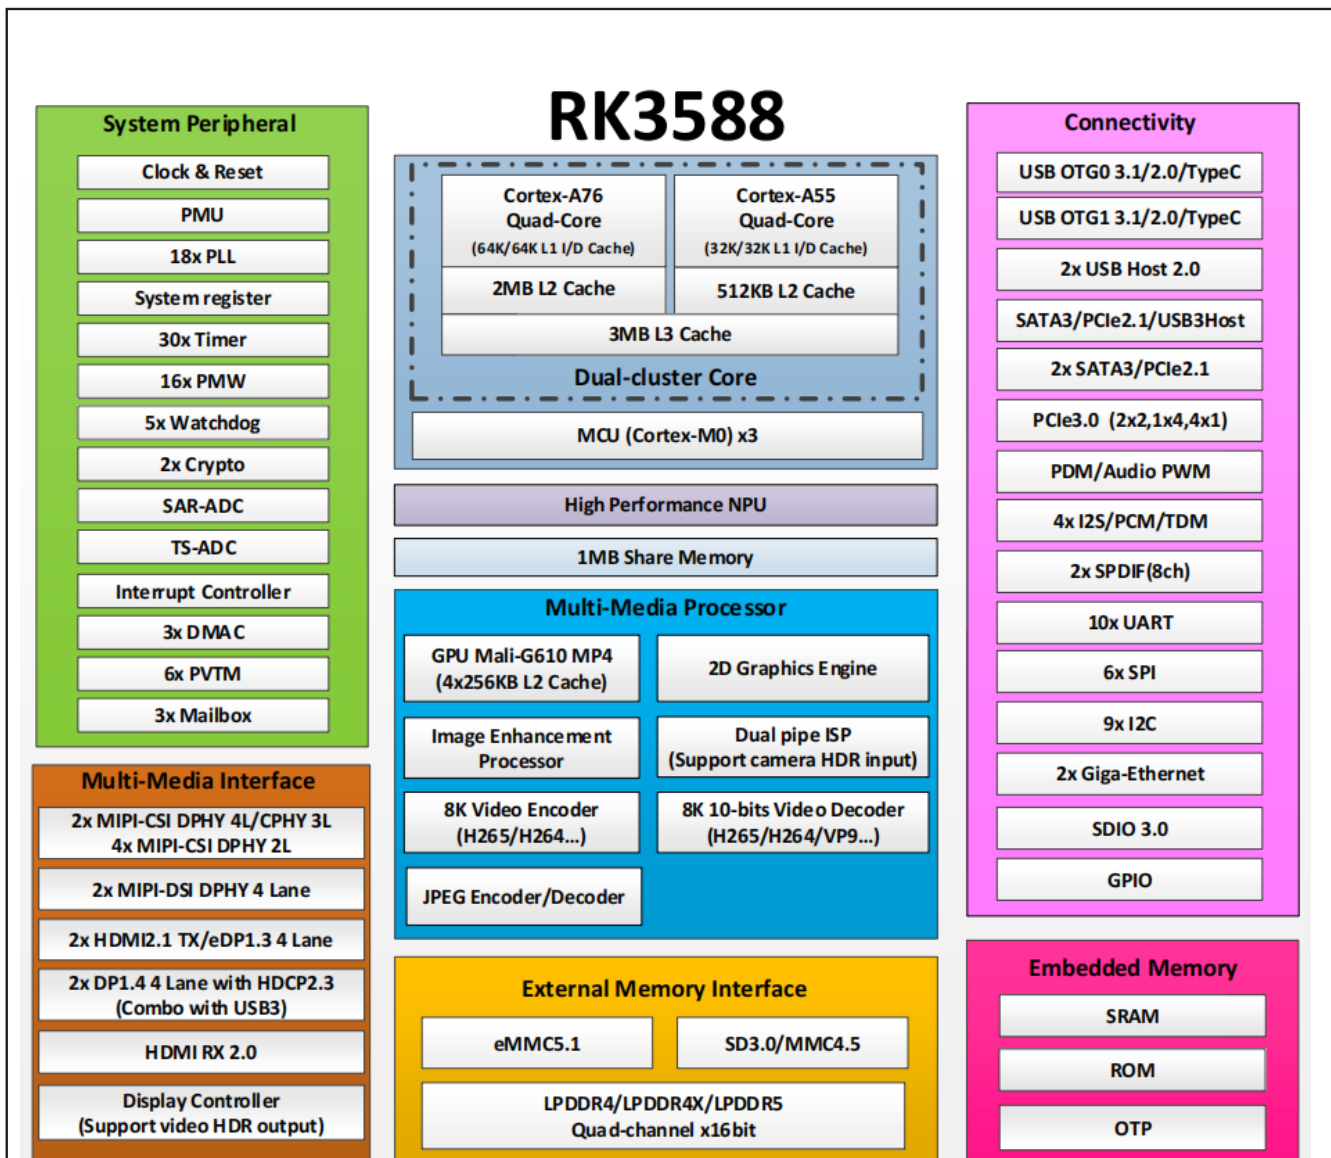 RK3588
System Peripheral
Clock & Reset
PMU
18x PLL
System register
30x Timer
16x PMW
5x Watchdog
2x Crypto
SAR-ADC
TS-ADC
Interrupt Controller
3x DMAC
6x PVTM
3x Mailbox
Multi-Media Interface
2x MIPI-CSI DPHY 4L/CPHY 3L
4x MIPI-CSI DPHY 2L
2x MIPI-DSI DPHY 4 Lane
2x HDMI2.1 TX/eDP1.3 4 Lane
2x DP1.4 4 Lane with HDCP2.3
(Combo with USB3)
HDMI RX 2.0
Display Controller
(Support video HDR output)
Cortex-A76
Quad-Core
(64K/64K L1 I/D Cache)
2MB L2 Cache
Cortex-A55
Quad-Core
(32K/32K L1 I/D Cache)
512KB L2 Cache
3MB L3 Cache
Dual-cluster Core
MCU (Cortex-M0) x3
High Performance NPU
1MB Share Memory
Multi-Media Processor
GPU Mali-G610 MP4
(4x256KB L2 Cache)
2D Graphics Engine
Image Enhancement
Processor
Dual pipe ISP
(Support camera HDR input)
8K Video Encoder
(H265/H264...)
8K 10-bits Video Decoder
(H265/H264/VP9...)
JPEG Encoder/Decoder
External Memory Interface
eMMC5.1
SD3.0/MMC4.5
LPDDR4/LPDDR4X/LPDDR5
Quad-channel x16bit
Connectivity
USB OTG0 3.1/2.0/TypeC
USB OTG1 3.1/2.0/TypeC
2x USB Host 2.0
SATA3/PCIe2.1/USB3Host
2x SATA3/PCIe2.1
PCIe3.0 (2x2,1x4,4x1)
PDM/Audio PWM
4x I2S/PCM/TDM
2x SPDIF(8ch)
10x UART
6x SPI
9x I2C
2x Giga-Ethernet
SDIO 3.0
GPIO
Embedded Memory
SRAM
ROM
OTP